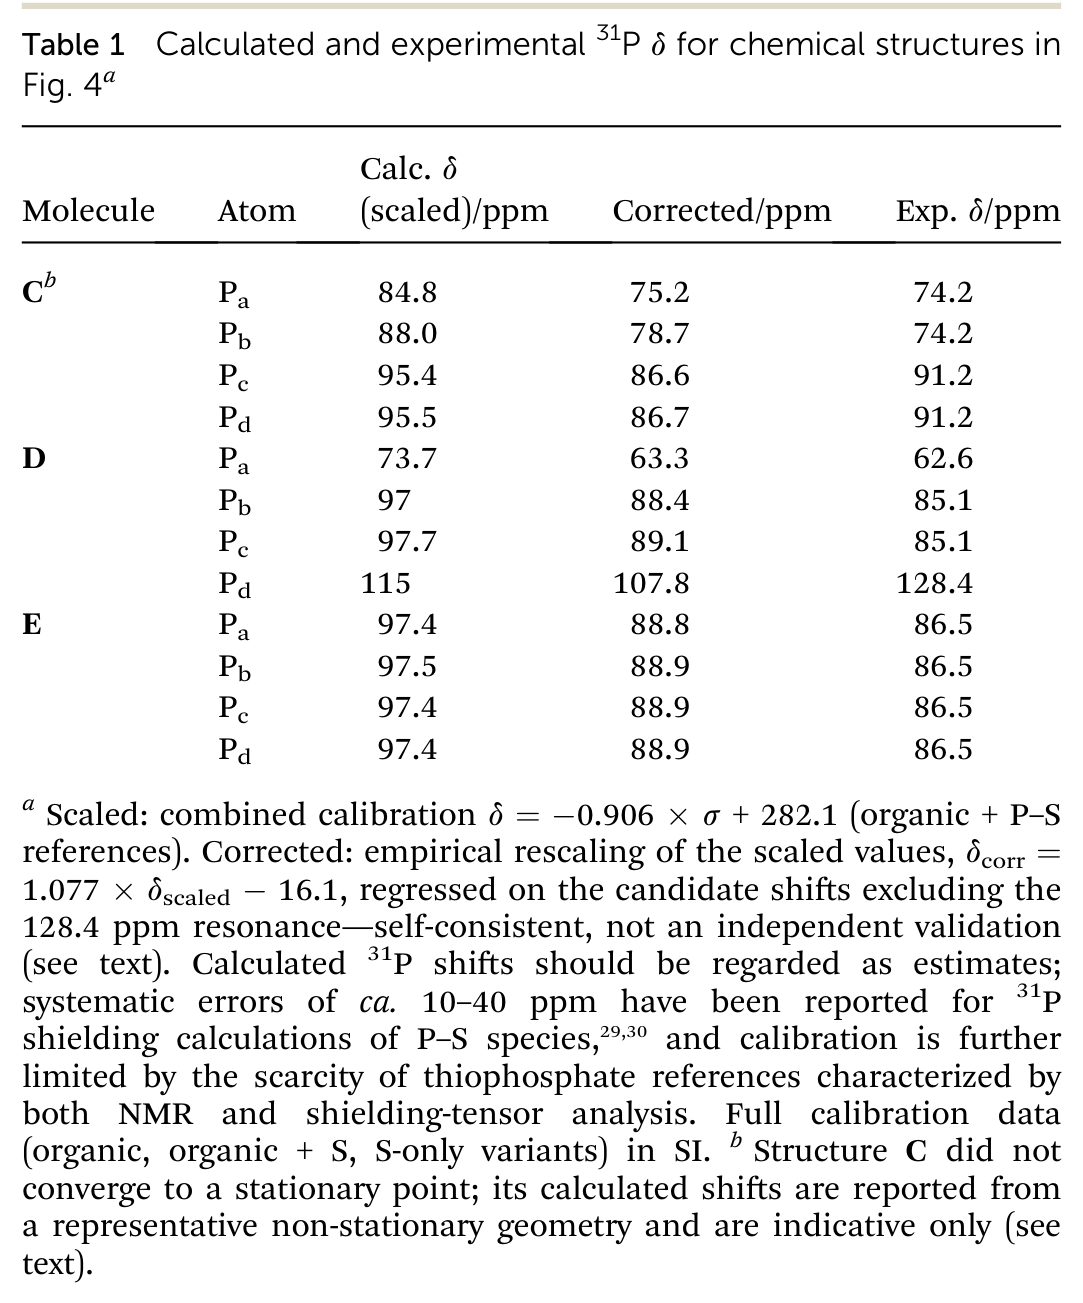 Table 1 Calculated and experimental ³¹P δ for chemical structures in
Fig. 4ᵃ
Calc. δ
Molecule Atom (scaled)/ppm Corrected/ppm Exp. δ/ppm
Cᵇ Pₐ 84.8 75.2 74.2
P_b 88.0 78.7 74.2
P_c 95.4 86.6 91.2
P_d 95.5 86.7 91.2
D Pₐ 73.7 63.3 62.6
P_b 97 88.4 85.1
P_c 97.7 89.1 85.1
P_d 115 107.8 128.4
E Pₐ 97.4 88.8 86.5
P_b 97.5 88.9 86.5
P_c 97.4 88.9 86.5
P_d 97.4 88.9 86.5
ᵃ Scaled: combined calibration δ = −0.906 × σ + 282.1 (organic + P–S
references). Corrected: empirical rescaling of the scaled values, δ_corr =
1.077 × δ_scaled − 16.1, regressed on the candidate shifts excluding the
128.4 ppm resonance—self-consistent, not an independent validation
(see text). Calculated ³¹P shifts should be regarded as estimates;
systematic errors of ca. 10–40 ppm have been reported for ³¹P
shielding calculations of P–S species,²⁹,³⁰ and calibration is further
limited by the scarcity of thiophosphate references characterized by
both NMR and shielding-tensor analysis. Full calibration data
(organic, organic + S, S-only variants) in SI. ᵇ Structure C did not
converge to a stationary point; its calculated shifts are reported from
a representative non-stationary geometry and are indicative only (see
text).